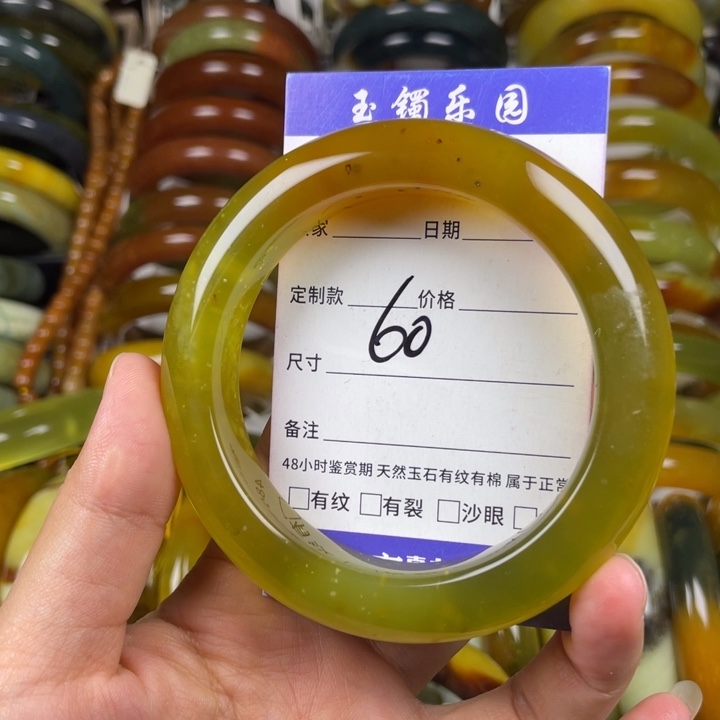 玉镯乐园
家 日期
定制款 价格
60
尺寸
备注
48小时鉴赏期 天然玉石有纹有棉 属于正常
□有纹 □有裂 □沙眼 □